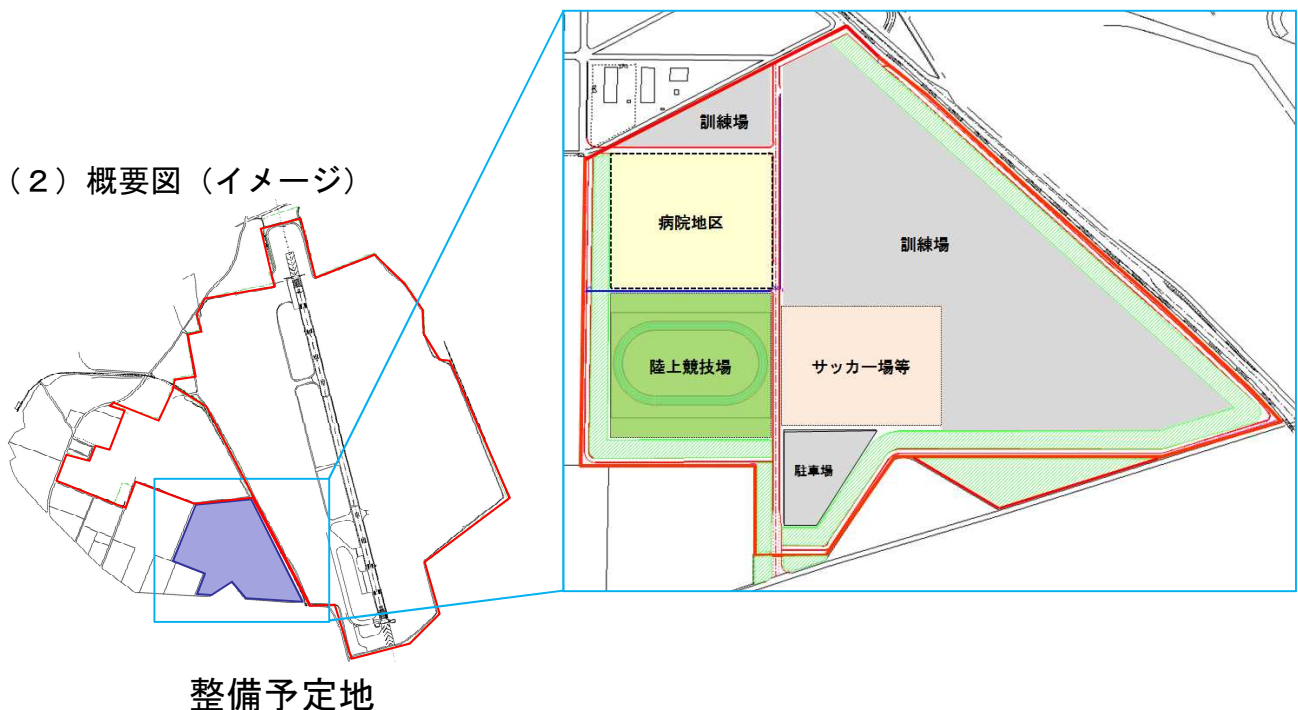 (2)概要図(イメージ)
整備予定地
訓練場
病院地区
訓練場
陸上競技場
サッカー場等
駐車場